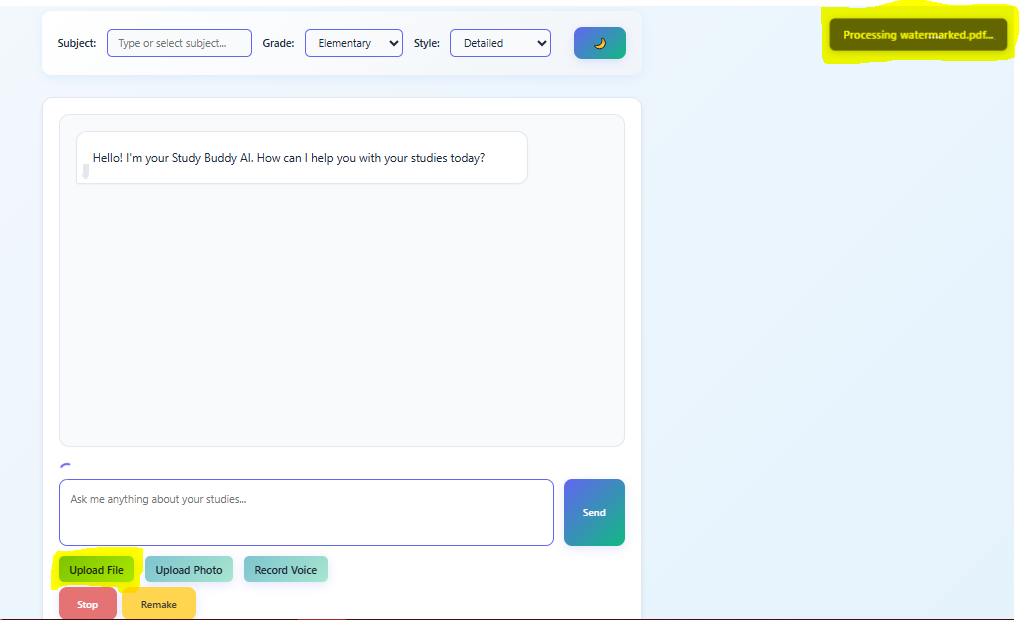 Subject: Type or select subject... Grade: Elementary Style: Detailed
Processing watermarked.pdf...
Hello! I'm your Study Buddy AI. How can I help you with your studies today?
Ask me anything about your studies...
Send
Upload File Upload Photo Record Voice
Stop Remake